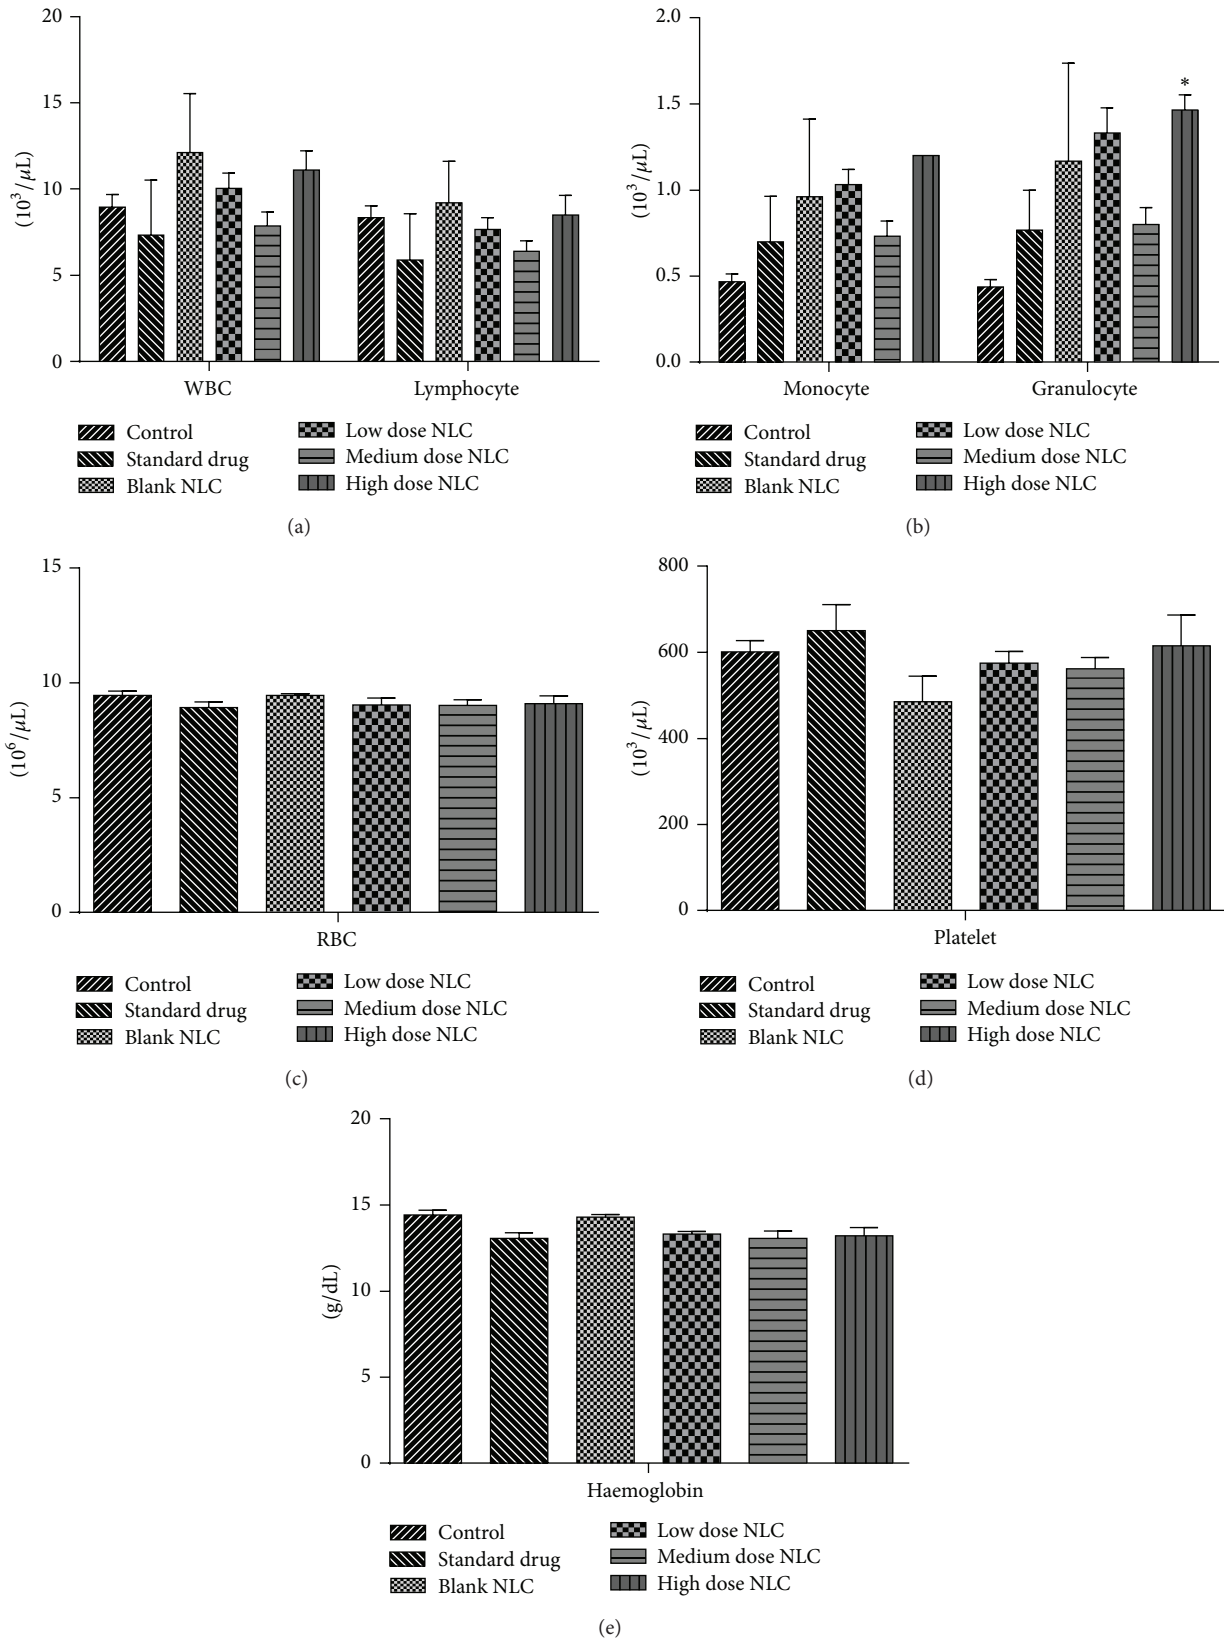 20
15
10
5
0
(10³/μL)
WBC
Lymphocyte
Control
Standard drug
Blank NLC
Low dose NLC
Medium dose NLC
High dose NLC
(a)
2.0
1.5
1.0
0.5
0.0
(10³/μL)
*
Monocyte
Granulocyte
Control
Standard drug
Blank NLC
Low dose NLC
Medium dose NLC
High dose NLC
(b)
15
10
5
0
(10⁶/μL)
RBC
Control
Standard drug
Blank NLC
Low dose NLC
Medium dose NLC
High dose NLC
(c)
800
600
400
200
0
(10³/μL)
Platelet
Control
Standard drug
Blank NLC
Low dose NLC
Medium dose NLC
High dose NLC
(d)
20
15
10
5
0
(g/dL)
Haemoglobin
Control
Standard drug
Blank NLC
Low dose NLC
Medium dose NLC
High dose NLC
(e)